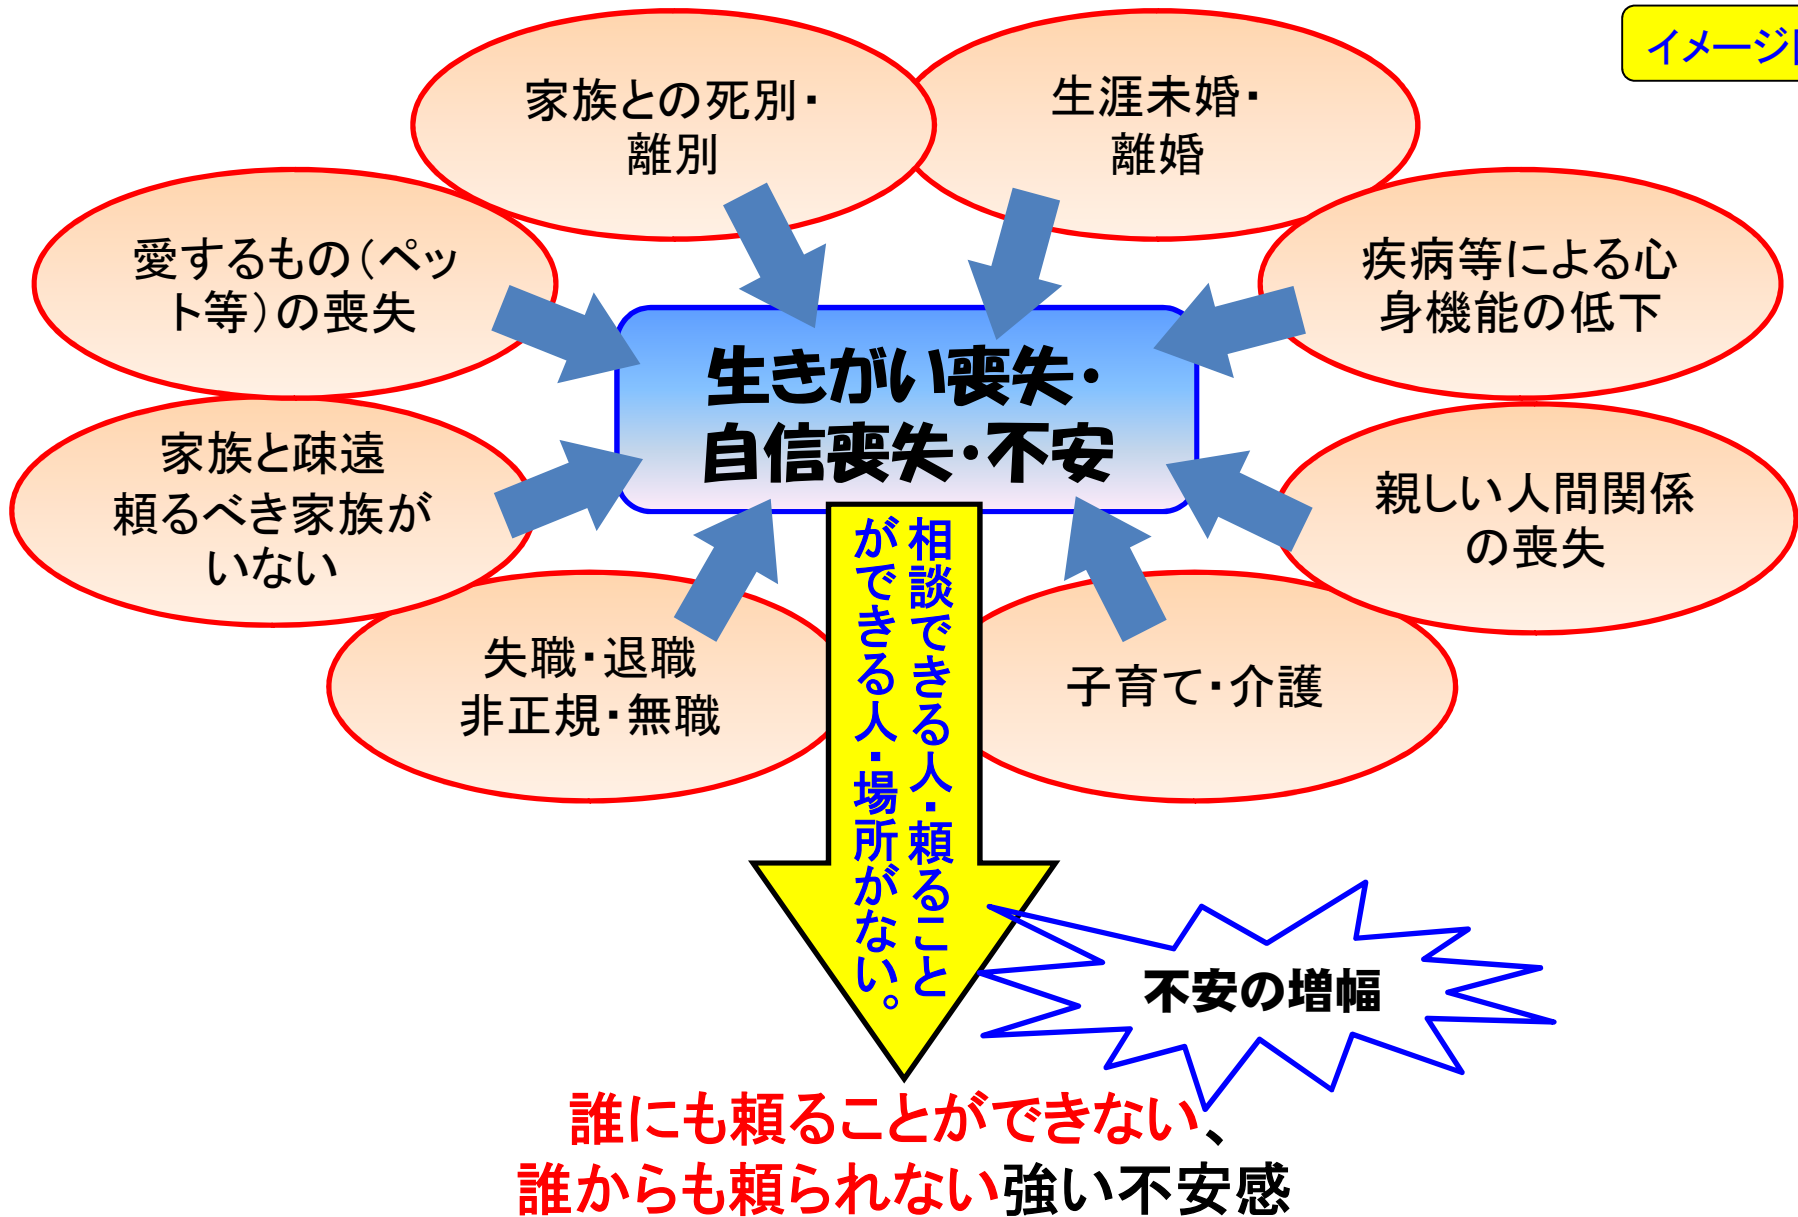 イメージ
家族との死別・
離別
生涯未婚・
離婚
愛するもの（ペッ
ト等）の喪失
疾病等による心
身機能の低下
生きがい喪失・
自信喪失・不安
家族と疎遠
頼るべき家族が
いない
親しい人間関係
の喪失
失職・退職
非正規・無職
子育て・介護
相談できる人・頼ること
ができる人・場所がない。
不安の増幅
誰にも頼ることができない、
誰からも頼られない強い不安感